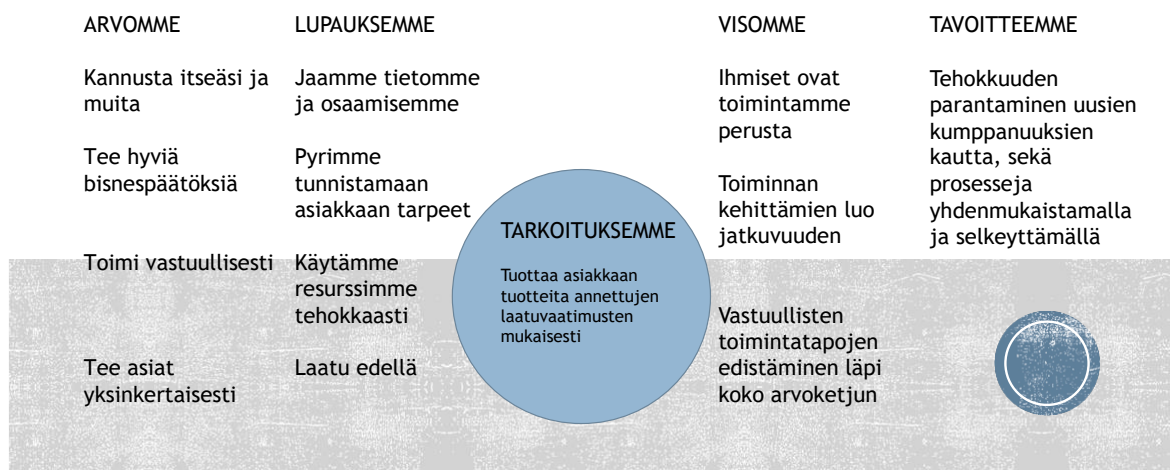 ARVOMME
Kannusta itseäsi ja
muita
Tee hyviä
bisnespäätöksiä
Toimi vastuullisesti
Tee asiat
yksinkertaisesti
LUPAUKSEMME
Jaamme tietomme
ja osaamisemme
Pyrimme
tunnistamaan
asiakkaan tarpeet
Käytämme
resurssimme
tehokkaasti
Laatu edellä
TARKOITUKSEMME
Tuottaa asiakkaan
tuotteita annettujen
laatuvaatimusten
mukaisesti
VISOMME
Ihmiset ovat
toimintamme
perusta
Toiminnan
kehittämien luo
jatkuvuuden
Vastuullisten
toimintatapojen
edistäminen läpi
koko arvoketjun
TAVOITTEEMME
Tehokkuuden
parantaminen uusien
kumppanuuksien
kautta, sekä
prosesseja
yhdenmukaistamalla
ja selkeyttämällä